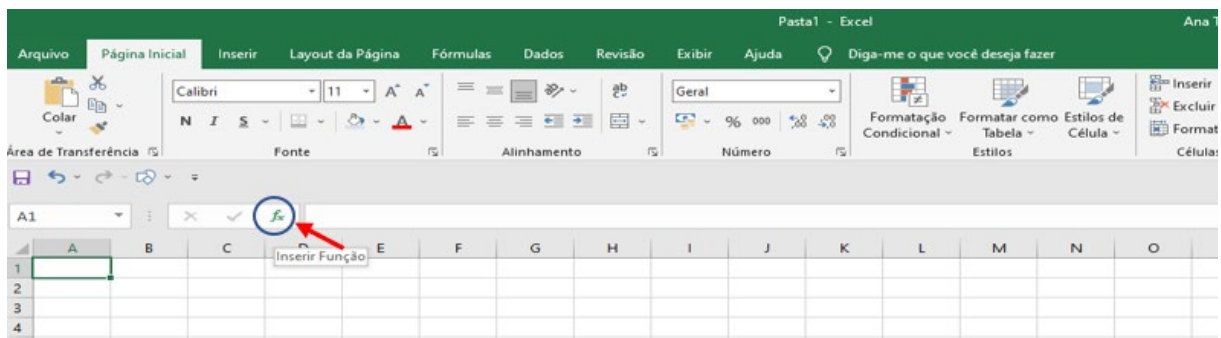 Pasta1 - Excel Ana T
Arquivo Página Inicial Inserir Layout da Página Fórmulas Dados Revisão Exibir Ajuda Diga-me o que você deseja fazer
Colar Calibri 11 A A ab c Geral Inserir
N I S A % 000 Formatação Condicional Formatar como Tabela Estilos de Célula Excluir
Format
Área de Transferência Fonte Alinhamento Número Estilos Células
A1 fx
Inserir Função
A B C D E F G H I J K L M N O
1
2
3
4